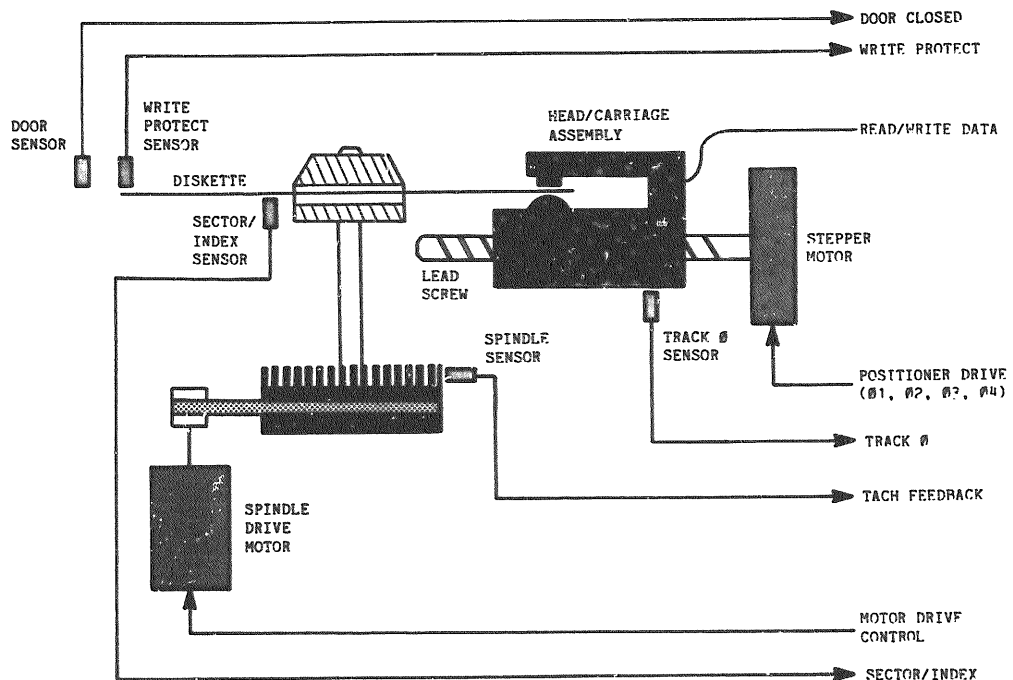 DOOR CLOSED
WRITE PROTECT
WRITE
PROTECT
SENSOR
DOOR
SENSOR
HEAD/CARRIAGE
ASSEMBLY
READ/WRITE DATA
DISKETTE
SECTOR/
INDEX
SENSOR
LEAD
SCREW
STEPPER
MOTOR
SPINDLE
SENSOR
TRACK Ø
SENSOR
POSITIONER DRIVE
(Ø1, Ø2, Ø3, Ø4)
TRACK Ø
TACH FEEDBACK
SPINDLE
DRIVE
MOTOR
MOTOR DRIVE
CONTROL
SECTOR/INDEX